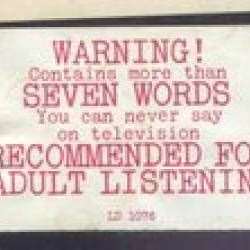 WARNING!
Contains more than
SEVEN WORDS
You can never say
on television
RECOMMENDED FO
ADULT LISTENIN
LD 1076